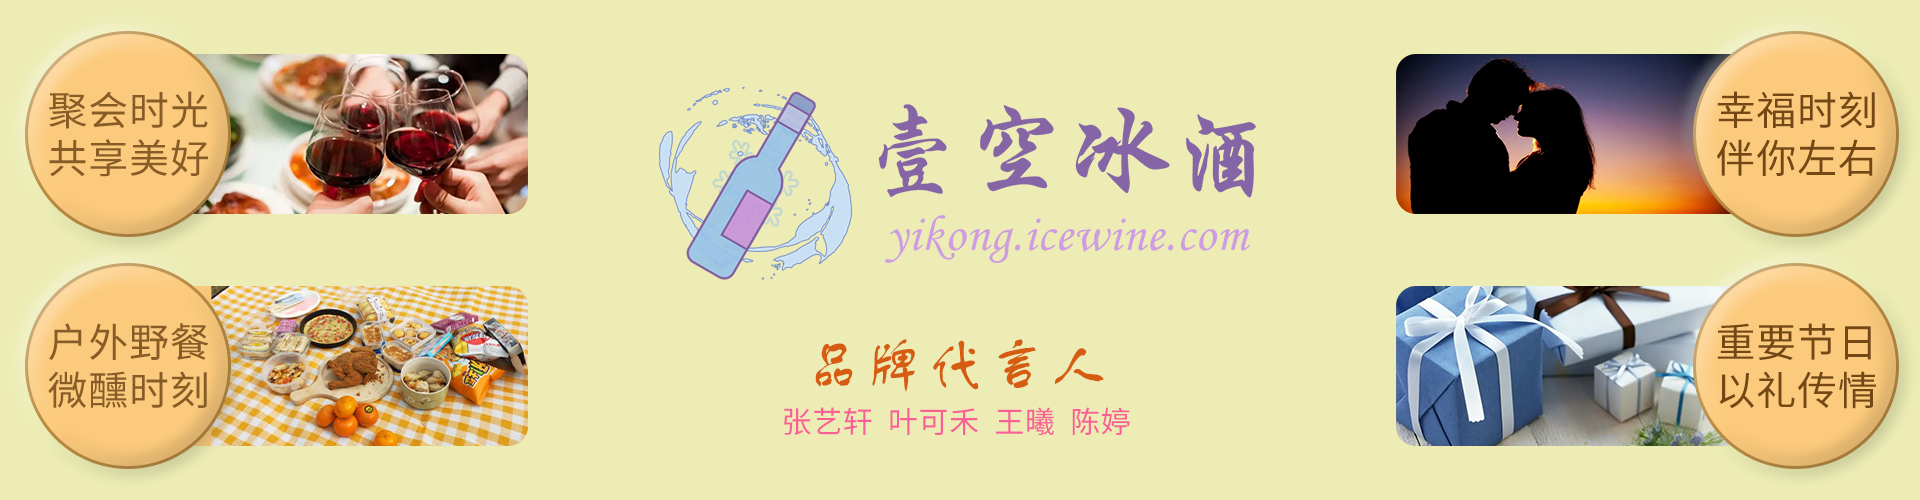 聚会时光
共享美好
户外野餐
微醺时刻
壹空冰酒
yikong.icewine.com
品牌代言人
张艺轩 叶可禾 王曦 陈婷
幸福时刻
伴你左右
重要节日
以礼传情